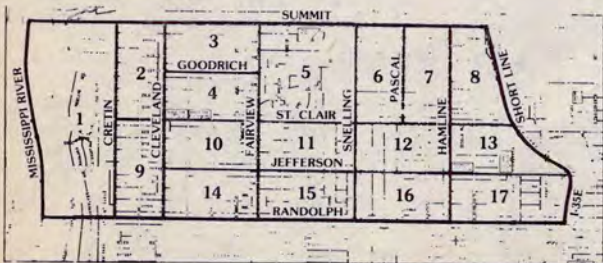 SUMMIT
3
GOODRICH
2
4
5
6
7
8
PASCAL
SHORT LINE
MISSISSIPPI RIVER
1
CRETIN
CLEVELAND
FAIRVIEW
ST. CLAIR
SNELLING
HAMLINE
9
10
11
12
13
JEFFERSON
14
15
16
17
RANDOLPH
I-35E